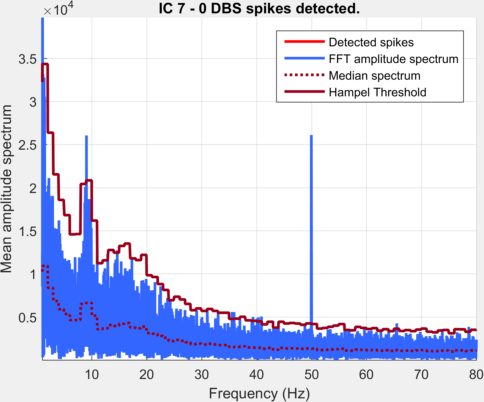 IC 7 - 0 DBS spikes detected.
×10⁴
Detected spikes
FFT amplitude spectrum
Median spectrum
Hampel Threshold
3.5
3
2.5
2
1.5
1
0.5
Mean amplitude spectrum
10 20 30 40 50 60 70 80
Frequency (Hz)